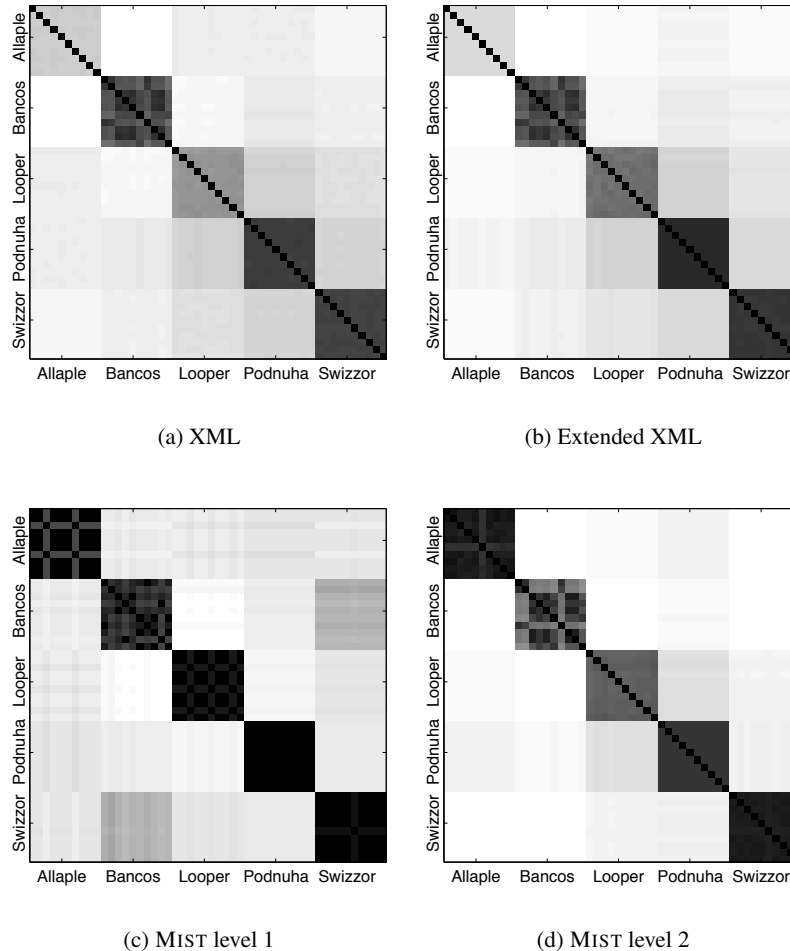 Allaple
Bancos
Looper
Podnuha
Swizzor
Allaple Bancos Looper Podnuha Swizzor
(a) XML
Allaple
Bancos
Looper
Podnuha
Swizzor
Allaple Bancos Looper Podnuha Swizzor
(b) Extended XML
Allaple
Bancos
Looper
Podnuha
Swizzor
Allaple Bancos Looper Podnuha Swizzor
(c) MIST level 1
Allaple
Bancos
Looper
Podnuha
Swizzor
Allaple Bancos Looper Podnuha Swizzor
(d) MIST level 2